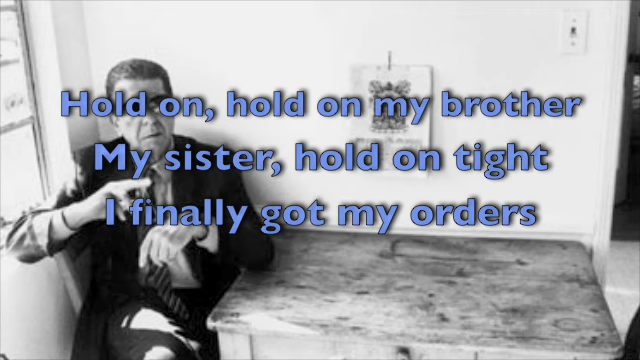 Hold on, hold on my brother
My sister, hold on tight
I finally got my orders